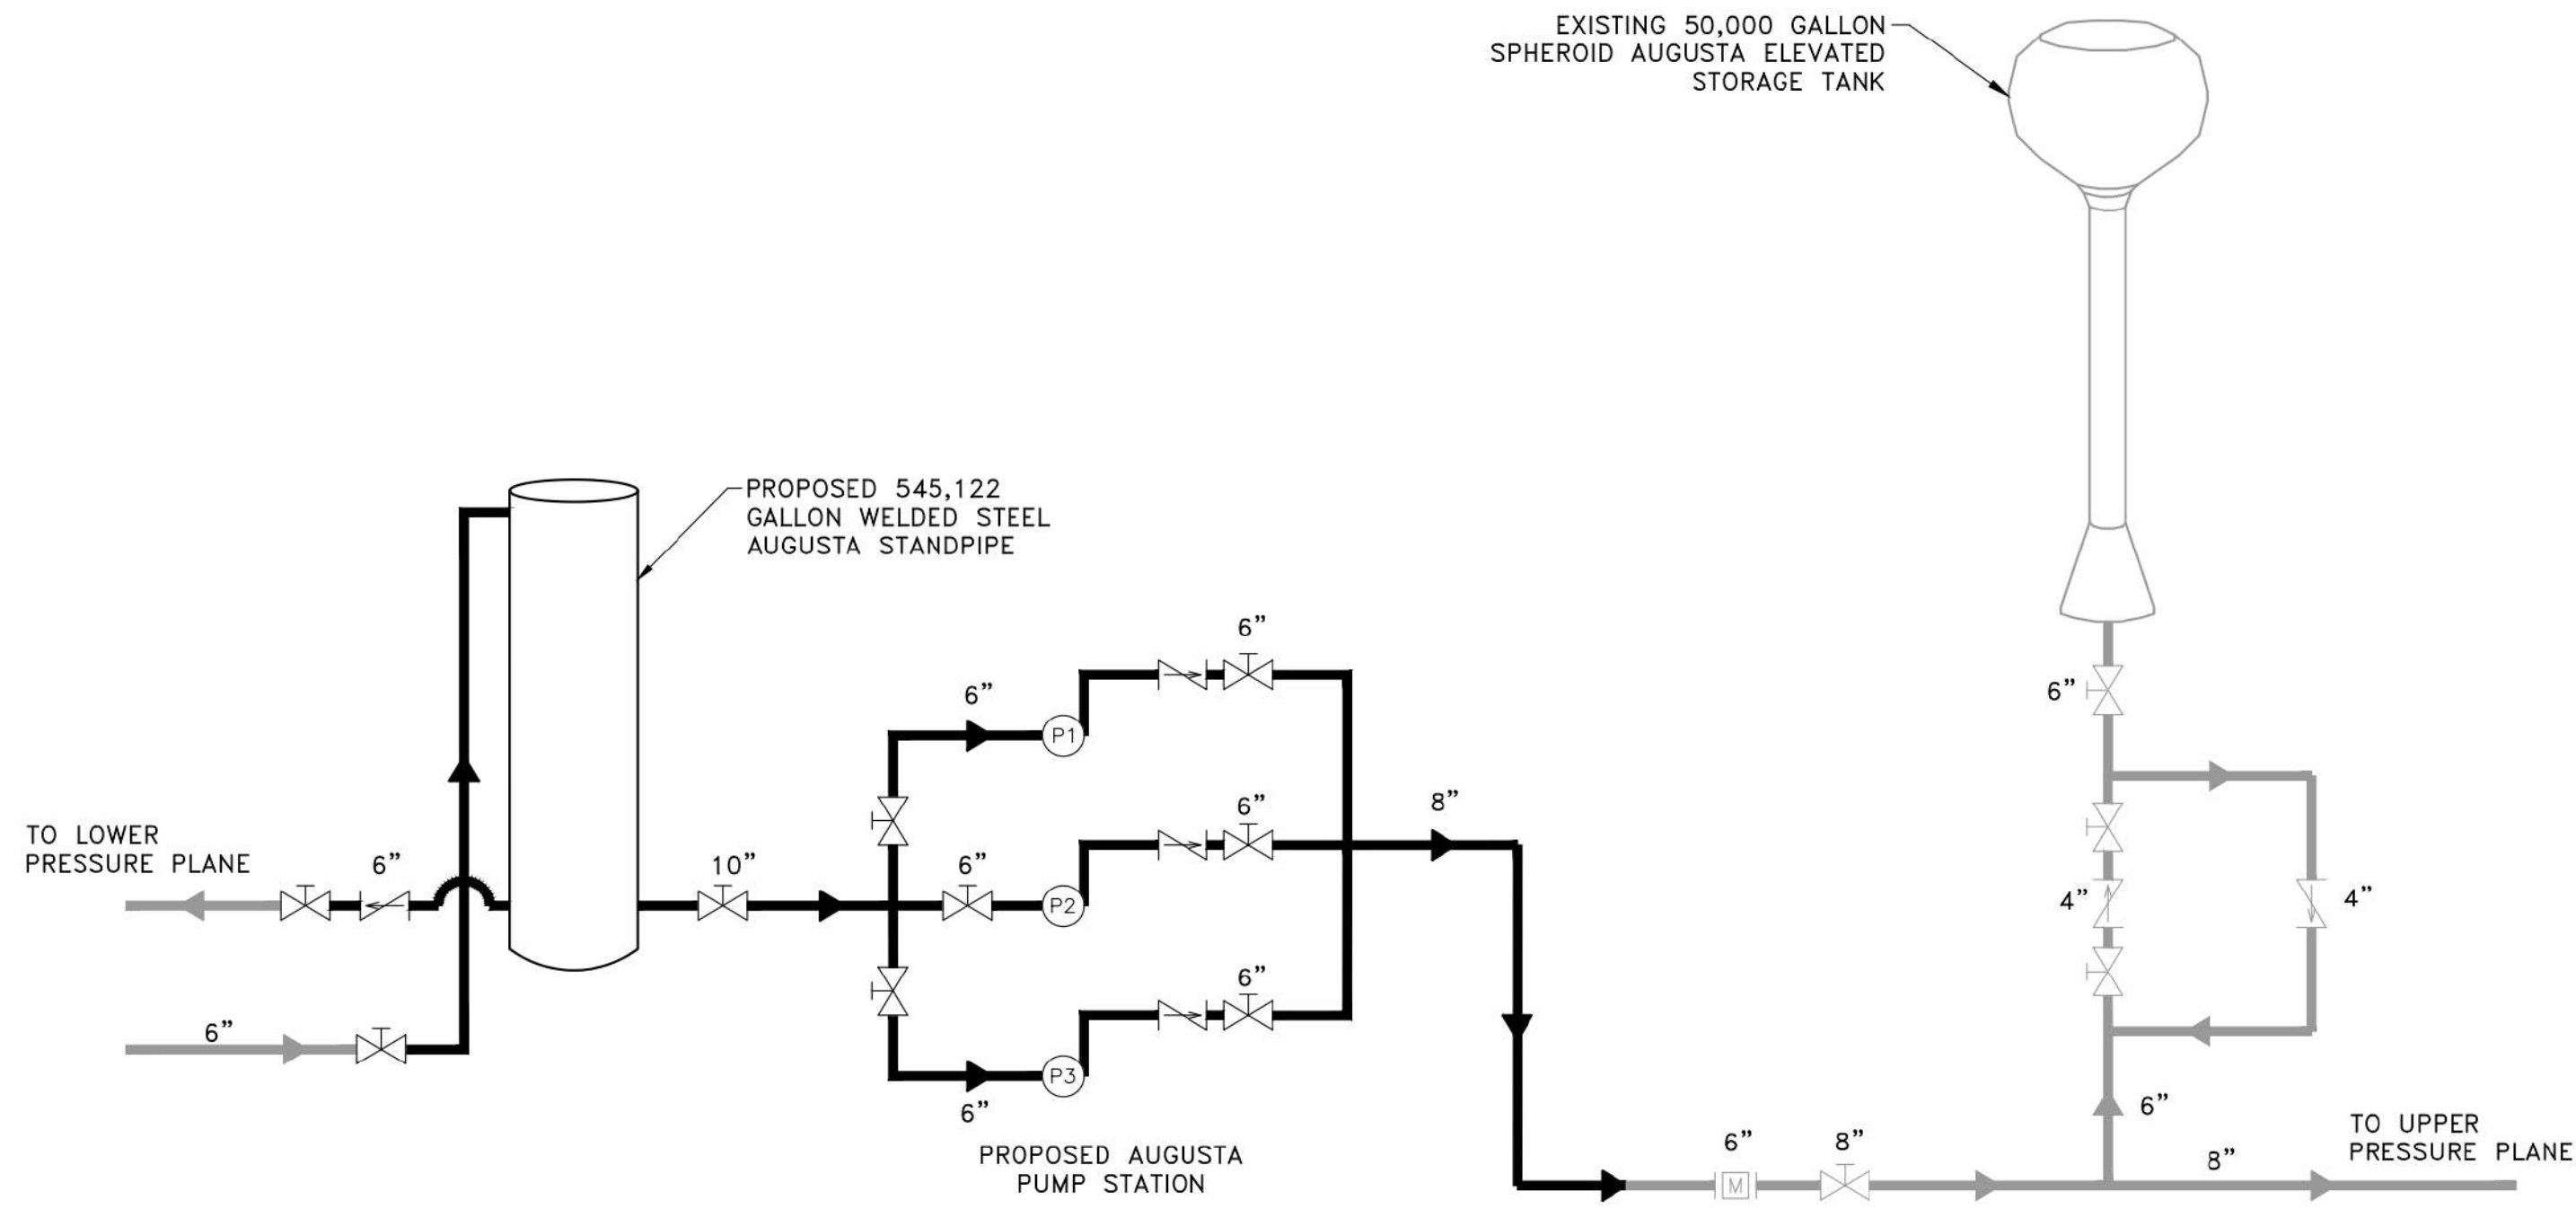 EXISTING 50,000 GALLON
SPHEROID AUGUSTA ELEVATED
STORAGE TANK
PROPOSED 545,122
GALLON WELDED STEEL
AUGUSTA STANDPIPE
6”
6”
P1
6”
TO LOWER
PRESSURE PLANE
6”
10”
6”
P2
6”
8”
4”
4”
6”
6”
P3
6”
PROPOSED AUGUSTA
PUMP STATION
6”
M
8”
6”
8”
TO UPPER
PRESSURE PLANE